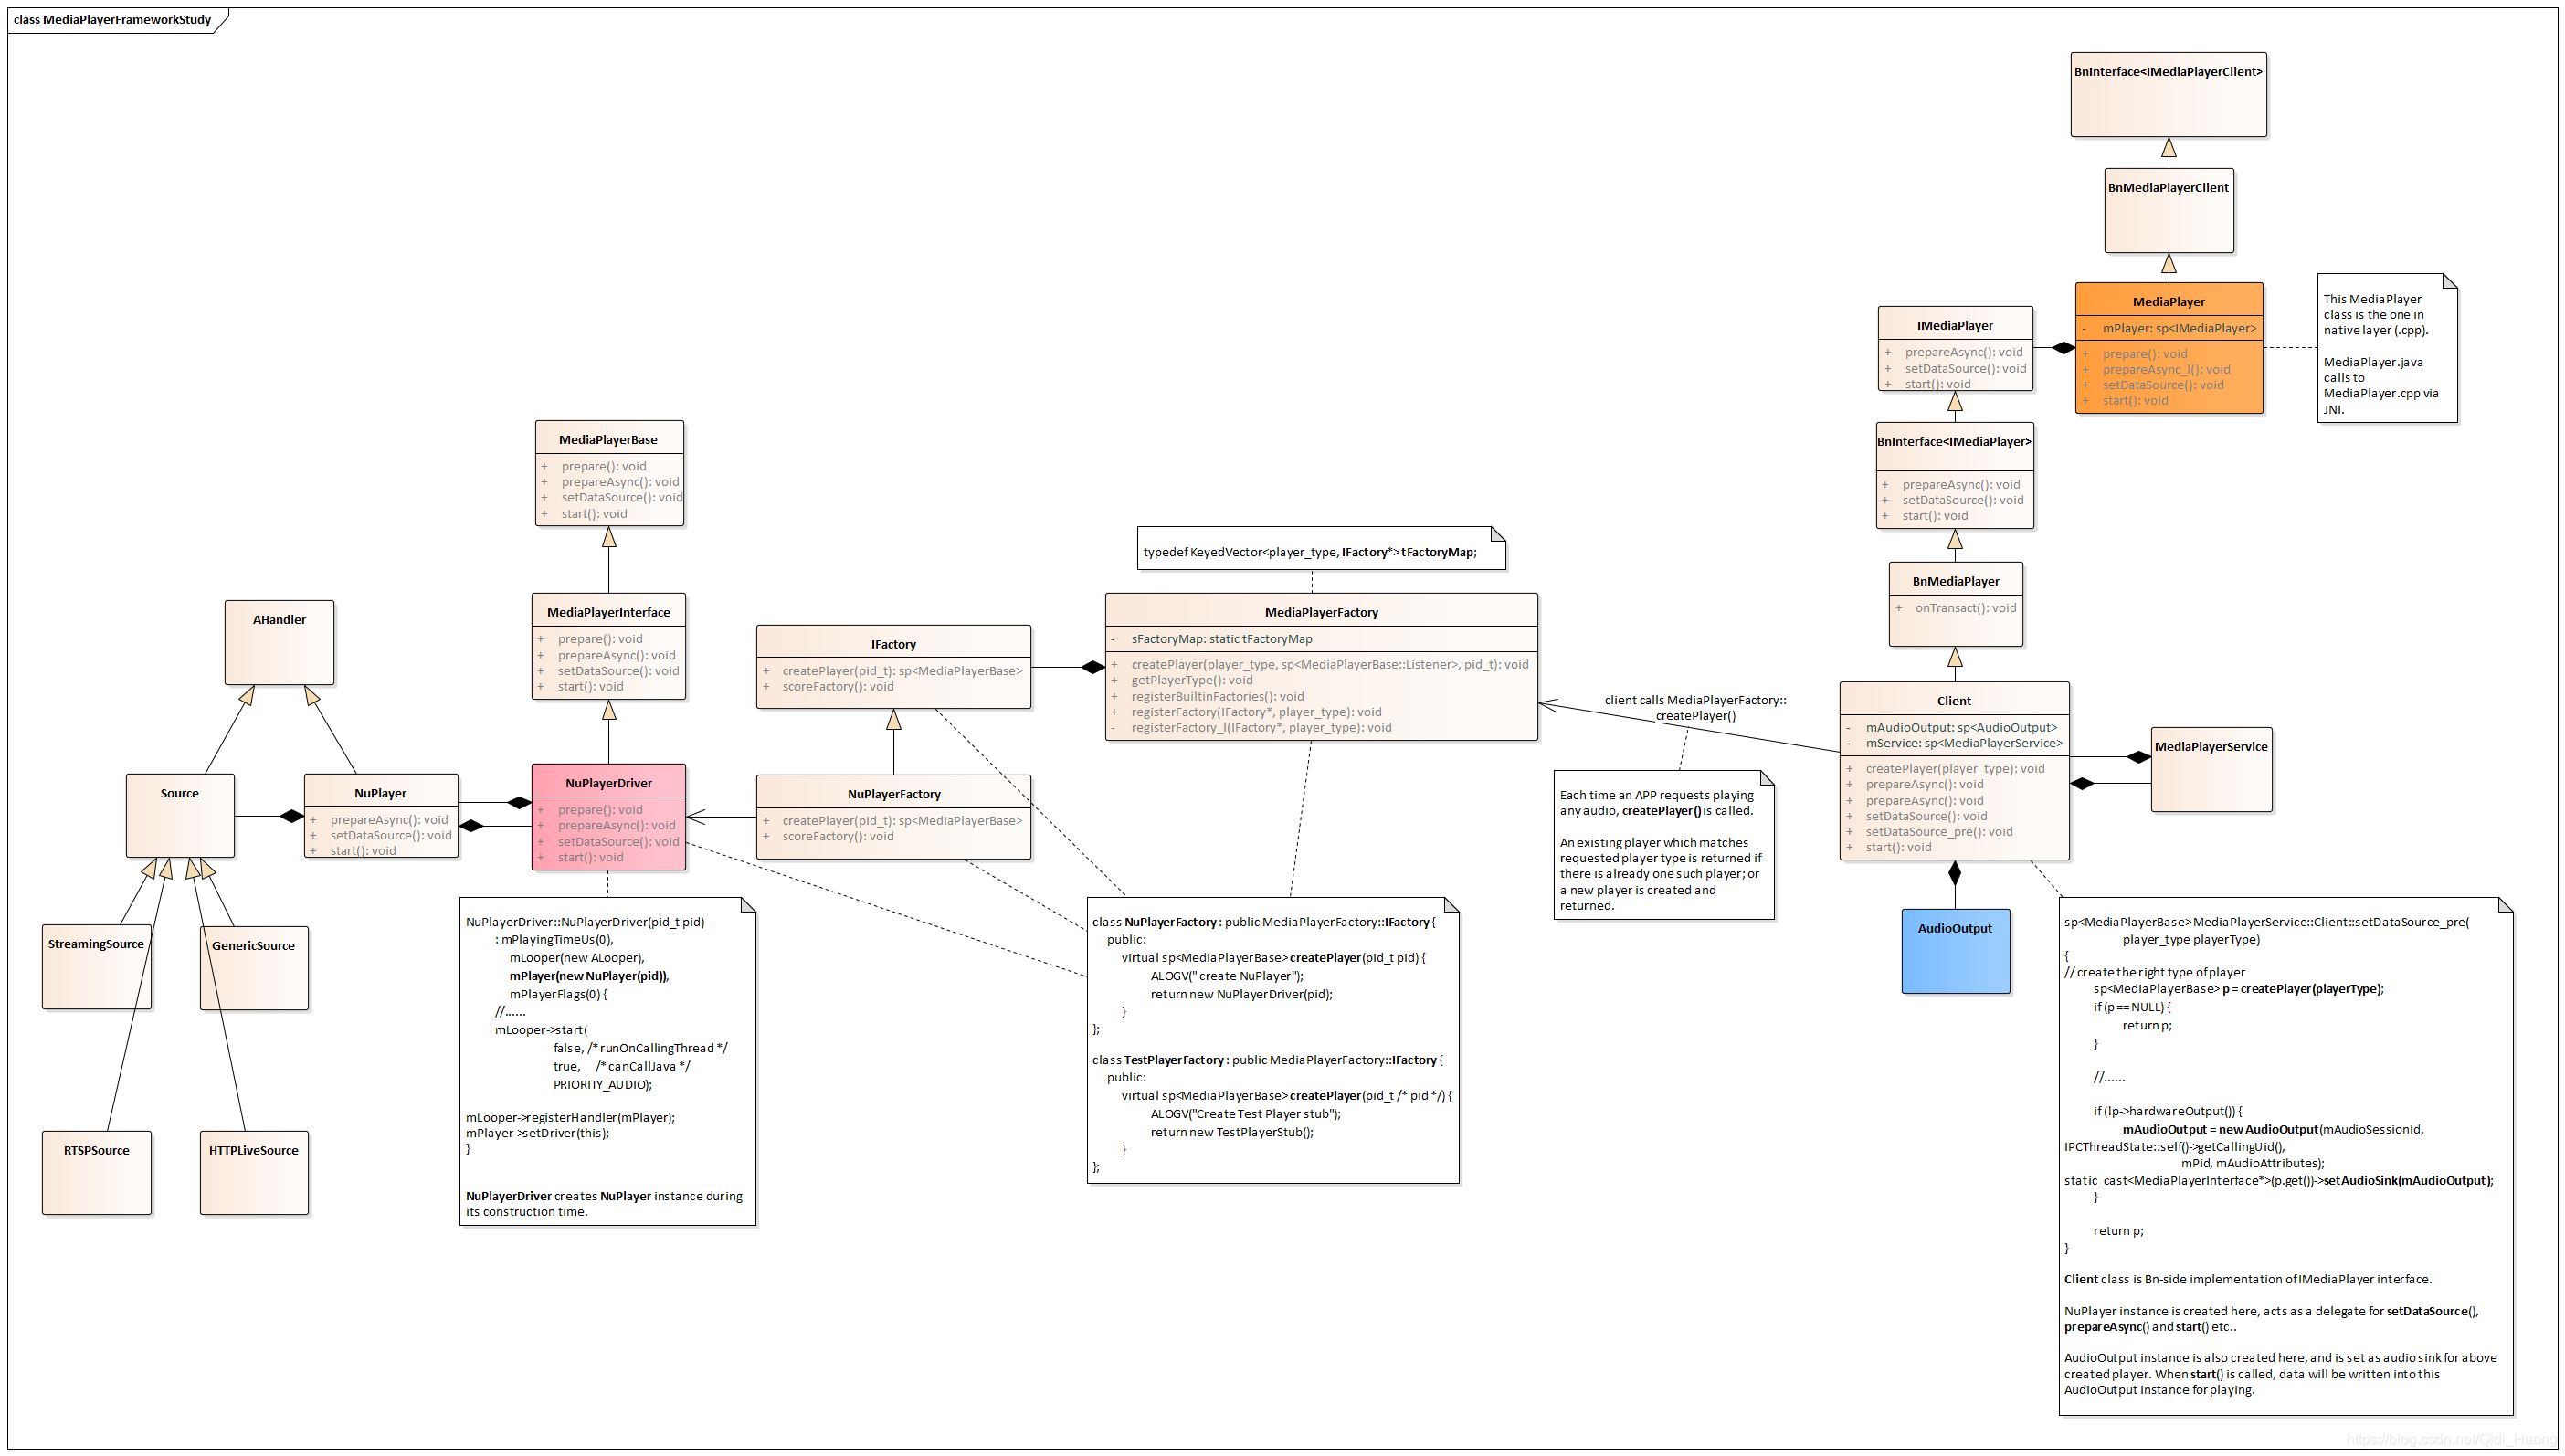 class MediaPlayerFrameworkStudy
BnInterface<IMediaPlayerClient>
BnMediaPlayerClient
MediaPlayer
- mPlayer: sp<IMediaPlayer>
+ prepare(): void
+ prepareAsync_l(): void
+ setDataSource(): void
+ start(): void
This MediaPlayer
class is the one in
native layer (.cpp).
MediaPlayer.java
calls to
MediaPlayer.cpp via
JNI.
IMediaPlayer
+ prepareAsync(): void
+ setDataSource(): void
+ start(): void
BnInterface<IMediaPlayer>
+ prepareAsync(): void
+ setDataSource(): void
+ start(): void
BnMediaPlayer
+ onTransact(): void
Client
- mAudioOutput: sp<AudioOutput>
- mService: sp<MediaPlayerService>
+ createPlayer(player_type): void
+ prepareAsync(): void
+ prepareAsync(): void
+ setDataSource(): void
+ setDataSource_pre(): void
+ start(): void
MediaPlayerService
AudioOutput
MediaPlayerBase
+ prepare(): void
+ prepareAsync(): void
+ setDataSource(): void
+ start(): void
MediaPlayerInterface
+ prepare(): void
+ prepareAsync(): void
+ setDataSource(): void
+ start(): void
NuPlayerDriver
+ prepare(): void
+ prepareAsync(): void
+ setDataSource(): void
+ start(): void
typedef KeyedVector<player_type, IFactory*> tFactoryMap;
MediaPlayerFactory
- sFactoryMap: static tFactoryMap
+ createPlayer(player_type, sp<MediaPlayerBase::Listener>, pid_t): void
+ getPlayerType(): void
+ registerBuiltinFactories(): void
+ registerFactory(IFactory*, player_type): void
- registerFactory_l(IFactory*, player_type): void
IFactory
+ createPlayer(pid_t): sp<MediaPlayerBase>
+ scoreFactory(): void
NuPlayerFactory
+ createPlayer(pid_t): sp<MediaPlayerBase>
+ scoreFactory(): void
client calls MediaPlayerFactory::
createPlayer()
Each time an APP requests playing
any audio, createPlayer() is called.
An existing player which matches
requested player type is returned if
there is already one such player; or
a new player is created and
returned.
AHandler
Source
NuPlayer
+ prepareAsync(): void
+ setDataSource(): void
+ start(): void
StreamingSource
GenericSource
RTSPSource
HTTPLiveSource
NuPlayerDriver::NuPlayerDriver(pid_t pid)
: mPlayingTimeUs(0),
mLooper(new ALooper),
mPlayer(new NuPlayer(pid)),
mPlayerFlags(0) {
//......
mLooper->start(
false, /* runOnCallingThread */
true, /* canCallJava */
PRIORITY_AUDIO);
mLooper->registerHandler(mPlayer);
mPlayer->setDriver(this);
}
NuPlayerDriver creates NuPlayer instance during
its construction time.
class NuPlayerFactory : public MediaPlayerFactory::IFactory {
public:
virtual sp<MediaPlayerBase> createPlayer(pid_t pid) {
ALOGV(" create NuPlayer");
return new NuPlayerDriver(pid);
}
};
class TestPlayerFactory : public MediaPlayerFactory::IFactory {
public:
virtual sp<MediaPlayerBase> createPlayer(pid_t /* pid */) {
ALOGV("Create Test Player stub");
return new TestPlayerStub();
}
};
sp<MediaPlayerBase> MediaPlayerService::Client::setDataSource_pre(
player_type playerType)
{
// create the right type of player
sp<MediaPlayerBase> p = createPlayer(playerType);
if (p == NULL) {
return p;
}
//......
if (!p->hardwareOutput()) {
mAudioOutput = new AudioOutput(mAudioSessionId,
IPCThreadState::self()->getCallingUid(),
mPid, mAudioAttributes);
static_cast<MediaPlayerInterface*>(p.get())->setAudioSink(mAudioOutput);
}
return p;
}
Client class is Bn-side implementation of IMediaPlayer interface.
NuPlayer instance is created here, acts as a delegate for setDataSource(),
prepareAsync() and start() etc..
AudioOutput instance is also created here, and is set as audio sink for above
created player. When start() is called, data will be written into this
AudioOutput instance for playing.
https://blog.csdn.net/Qidi_Huang